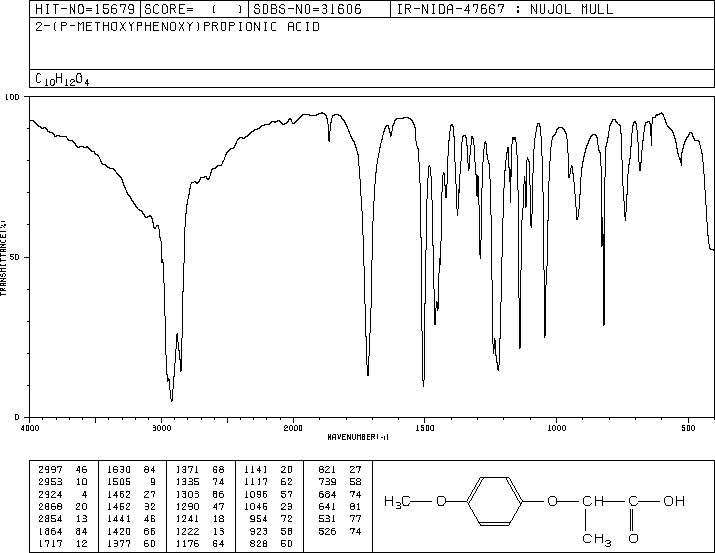 HIT-NO=15679 SCORE= ( ) SDBS-NO=31606 IR-NIDA-47667 : NUJOL MULL
2-(P-METHOXYPHENOXY)PROPIONIC ACID
C10H12O4
100
50
0
TRANSMITTANCE(%)
4000 3000 2000 1500 1000 500
WAVENUMBER(-1)
2997 46 1630 84 1371 68 1141 20 821 27
2953 10 1505 9 1335 74 1117 62 739 58
2924 4 1462 27 1303 66 1096 57 684 74
2868 20 1452 32 1290 47 1046 23 641 81
2854 13 1441 46 1241 18 954 72 531 77
1864 84 1420 66 1222 13 923 58 526 74
1717 12 1377 60 1176 64 828 50
H3C O O CH C OH
CH3 O